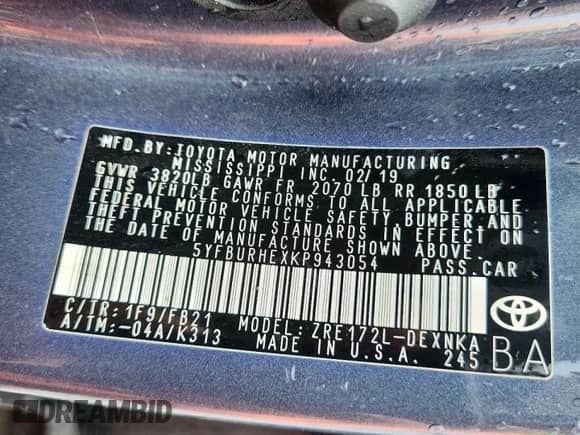 MFD. BY: TOYOTA MOTOR MANUFACTURING
MISSISSIPPI INC. 02/19
GVWR 3820LB GAWR FR 2070 LB RR 1850 LB
THIS VEHICLE CONFORMS TO ALL APPLICABLE
FEDERAL MOTOR VEHICLE SAFETY, BUMPER AND
THEFT PREVENTION STANDARDS IN EFFECT ON
THE DATE OF MANUFACTURE SHOWN ABOVE.
5YFBURHEXKP943054 PASS.CAR
C/TR: 1F9/FB21 MODEL: ZRE172L-DEXNKA
A/TM:-04A/K313 MADE IN U.S.A. 245
BA
DREAMBID